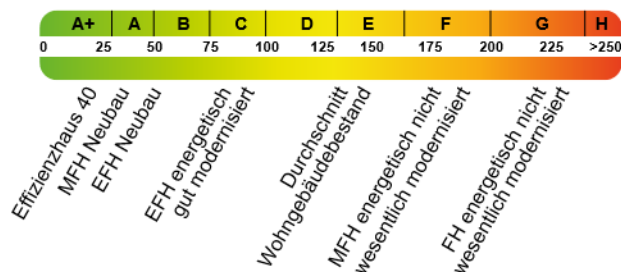 A+ A B C D E F G H
0 25 50 75 100 125 150 175 200 225 >250
Effizienzhaus 40
MFH Neubau
EFH Neubau
EFH energetisch
gut modernisiert
Durchschnitt
Wohngebäudebestand
MFH energetisch nicht
wesentlich modernisiert
FH energetisch nicht
wesentlich modernisiert